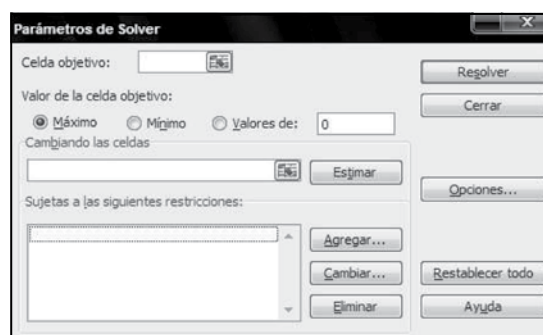 Parámetros de Solver
Celda objetivo:
Valor de la celda objetivo:
Máximo Mínimo Valores de: 0
Cambiando las celdas
Estimar
Sujetas a las siguientes restricciones:
Agregar...
Cambiar...
Eliminar
Resolver
Cerrar
Opciones...
Restablecer todo
Ayuda